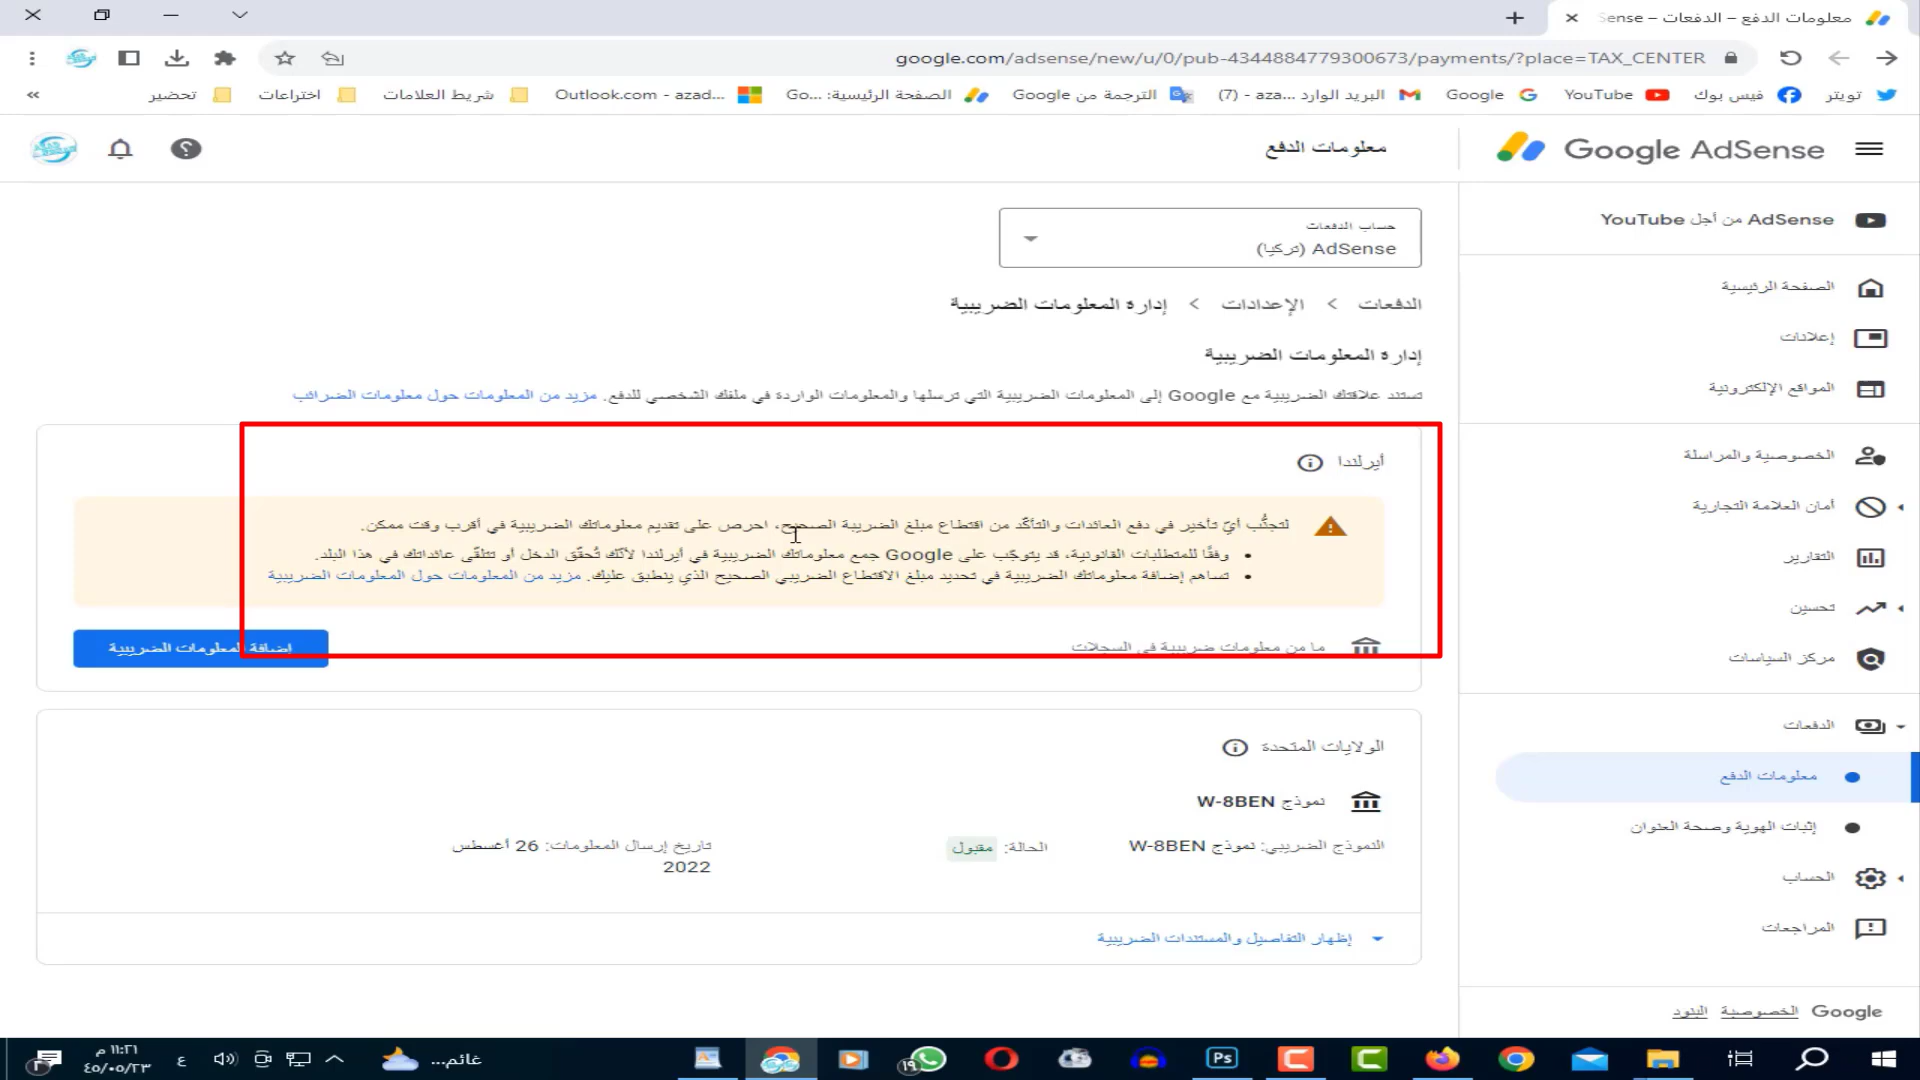 معلومات الدفع – الدفعات – Sense
google.com/adsense/new/u/0/pub-4344884779300673/payments/?place=TAX_CENTER
تويتر
فيس بوك
YouTube
Google
البريد الوارد aza... - (7)
الترجمة من Google
الصفحة الرئيسية: Go...
Outlook.com - azad...
شريط العلامات
اختراعات
تحضير
Google AdSense
معلومات الدفع
AdSense من أجل YouTube
الصفحة الرئيسية
إعلانات
المواقع الإلكترونية
الخصوصية والمراسلة
أمان العلامة التجارية
التقارير
تحسين
مركز السياسات
الدفعات
معلومات الدفع
إثبات الهوية وصحة العنوان
الحساب
المراجعات
Google الخصوصية البنود
حساب الدفعات
AdSense (تركيا)
الدفعات > الإعدادات > إدارة المعلومات الضريبية
إدارة المعلومات الضريبية
تستند علاقتك الضريبية مع Google إلى المعلومات الضريبية التي ترسلها والمعلومات الواردة في ملفك الشخصي للدفع. مزيد من المعلومات حول معلومات الضرائب
أيرلندا
لتجنُّب أيّ تأخير في دفع العائدات والتأكّد من اقتطاع مبلغ الضريبة الصحيح، احرص على تقديم معلوماتك الضريبية في أقرب وقت ممكن.
• وفقًا للمتطلبات القانونية، قد يتوجّب على Google جمع معلوماتك الضريبية في أيرلندا لأنّك تُحقّق الدخل أو تتلقّى عائداتك في هذا البلد.
• تساهم إضافة معلوماتك الضريبية في تحديد مبلغ الاقتطاع الضريبي الصحيح الذي ينطبق عليك. مزيد من المعلومات حول المعلومات الضريبية
ما من معلومات ضريبية في السجلات
إضافة المعلومات الضريبية
الولايات المتحدة
نموذج W-8BEN
النموذج الضريبي: نموذج W-8BEN
الحالة: مقبول
تاريخ إرسال المعلومات: 26 أغسطس
2022
إظهار التفاصيل والمستندات الضريبية
Ps
١٩
غائم...
ع
١١:٢١ م
٤٥/٠٥/٢٣
٢